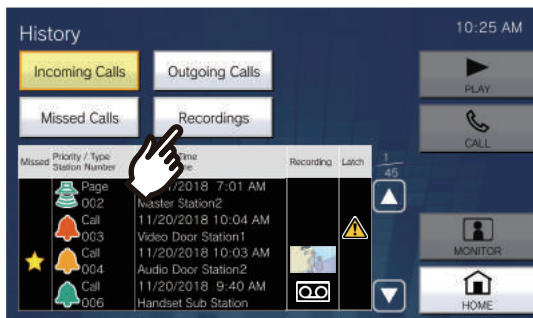 History
10:25 AM
Incoming Calls
Outgoing Calls
Missed Calls
Recordings
PLAY
CALL
Missed
Priority / Type
Station Number
Time
Recording
Latch
1
45
Page
002
/2018 7:01 AM
Master Station2
Call
003
11/20/2018 10:04 AM
Video Door Station1
Call
004
11/20/2018 10:03 AM
Audio Door Station2
Call
006
11/20/2018 9:40 AM
Handset Sub Station
MONITOR
HOME